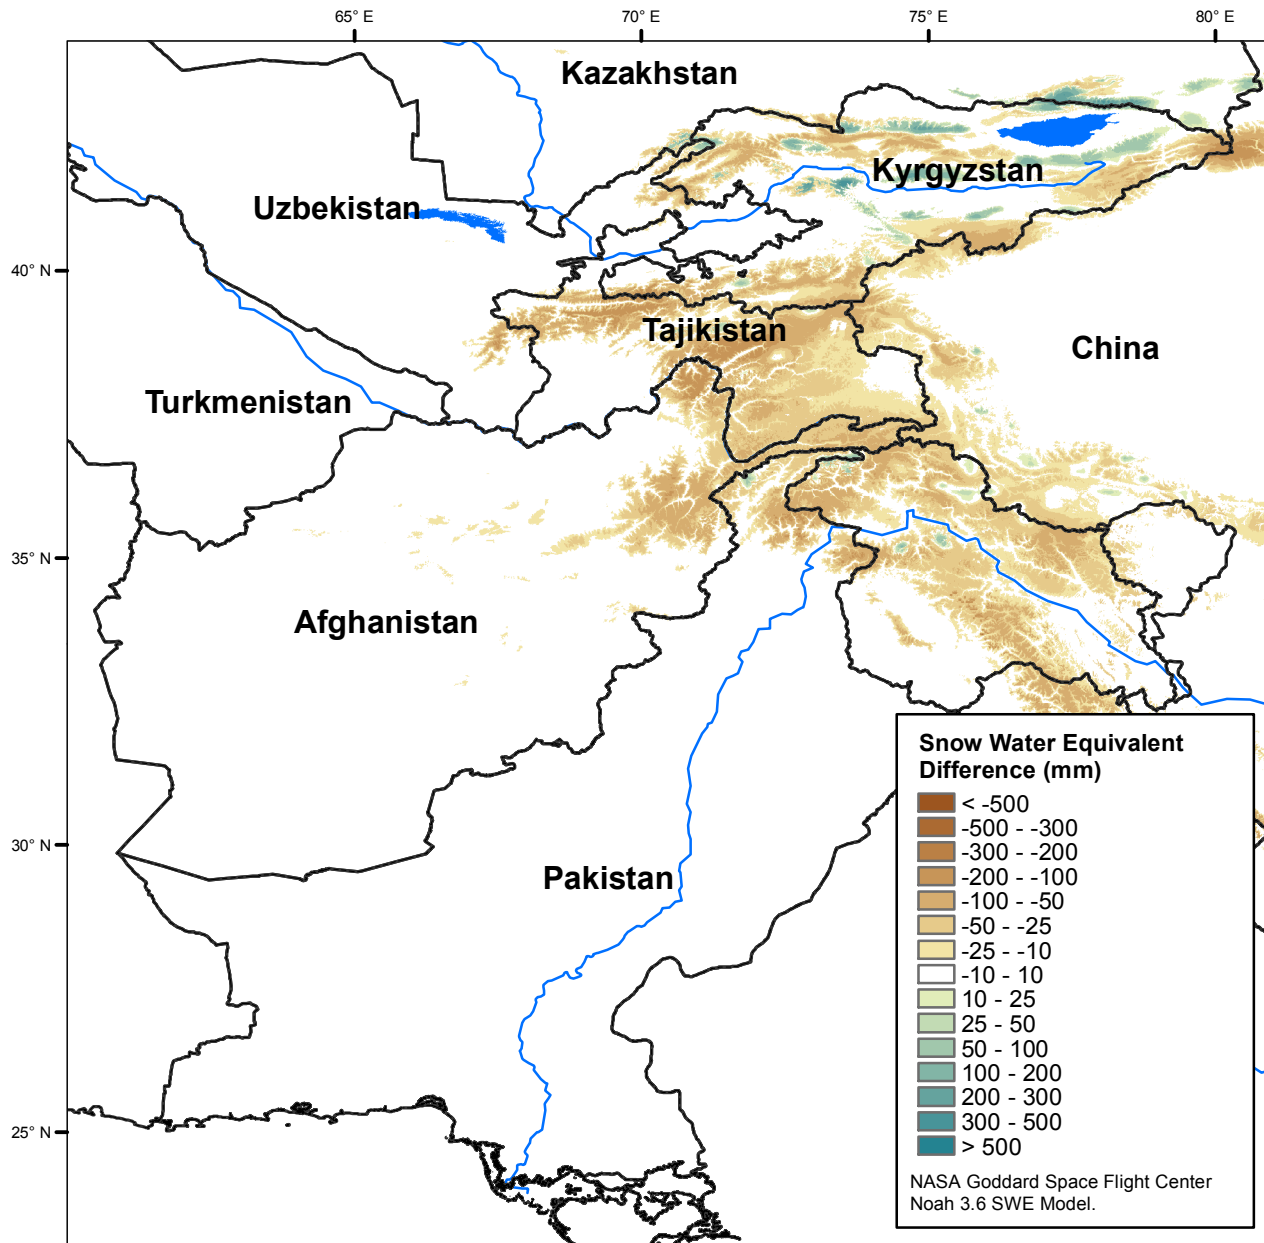 65° E
70° E
75° E
80° E
Kazakhstan
Kyrgyzstan
Uzbekistan
40° N
Tajikistan
China
Turkmenistan
35° N
Afghanistan
Snow Water Equivalent
Difference (mm)
< -500
-500 - -300
30° N
-300 - -200
Pakistan
-200 - -100
-100 - -50
-50 - -25
-25 - -10
-10 - 10
10 - 25
25 - 50
50 - 100
100 - 200
200 - 300
300 - 500
25° N
> 500
NASA Goddard Space Flight Center
Noah 3.6 SWE Model.